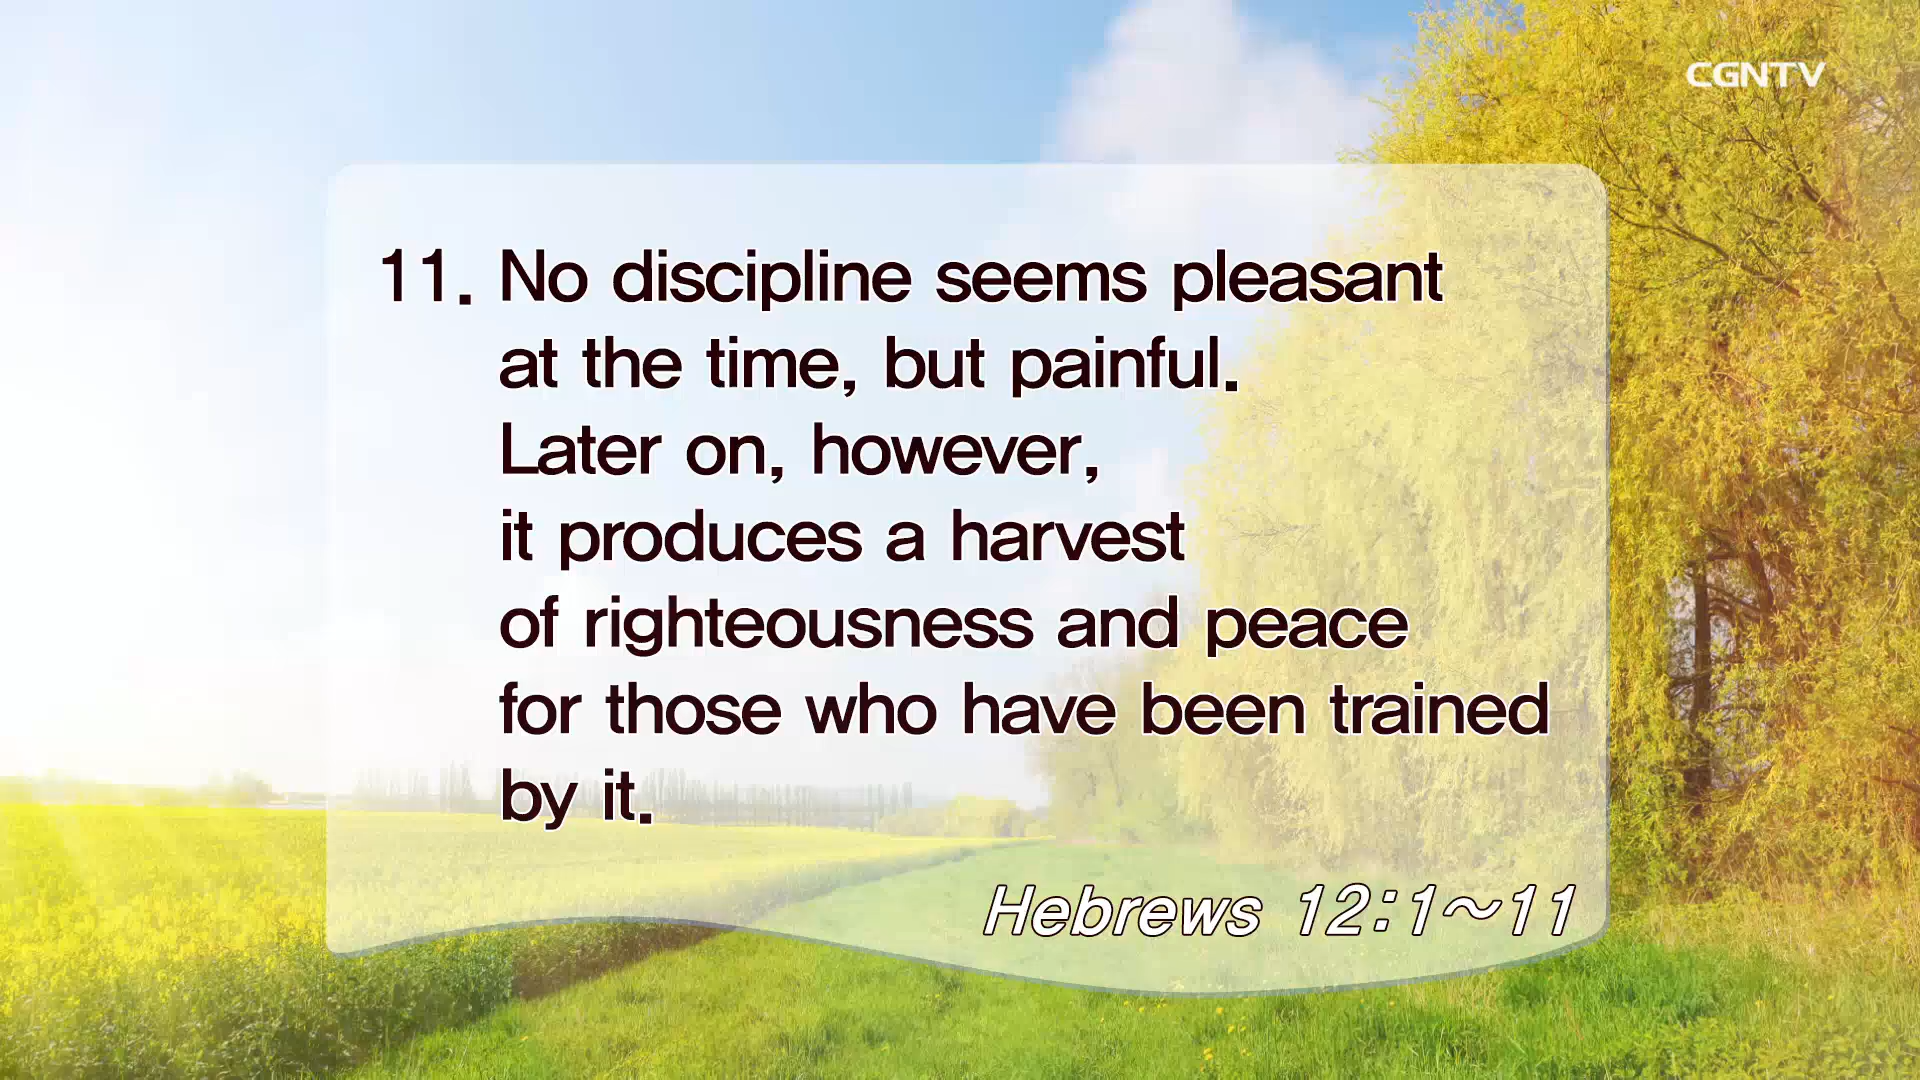 CGNTV
11. No discipline seems pleasant
at the time, but painful.
Later on, however,
it produces a harvest
of righteousness and peace
for those who have been trained
by it.
Hebrews 12:1~11